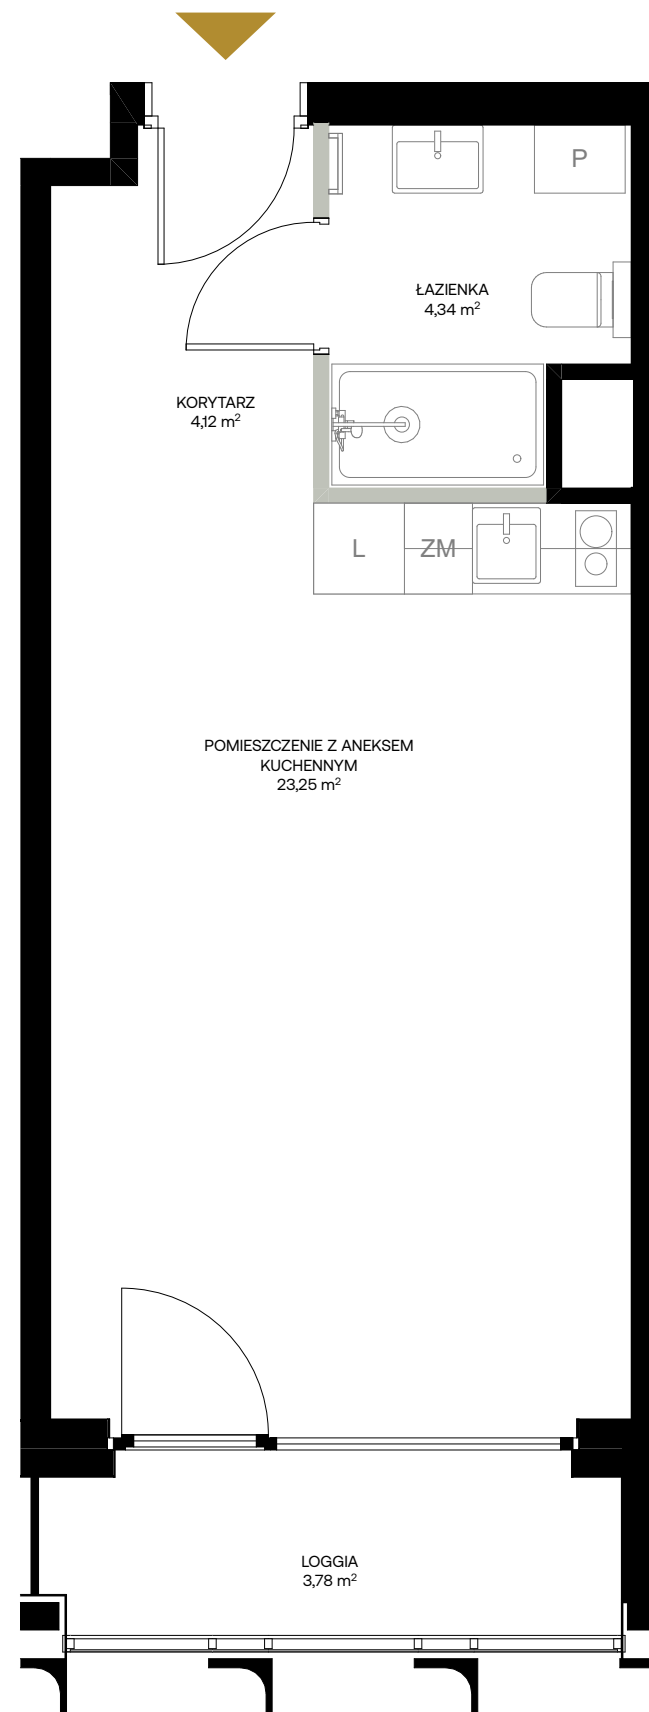 P
ŁAZIENKA
4,34 m²
KORYTARZ
4,12 m²
L
ZM
POMIESZCZENIE Z ANEKSEM
KUCHENNYM
23,25 m²
LOGGIA
3,78 m²